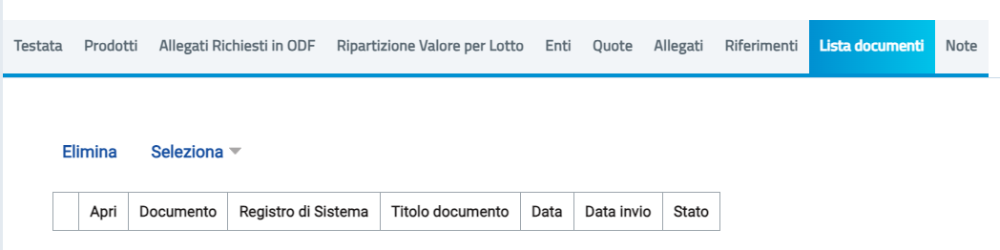 Testata Prodotti Allegati Richiesti in ODF Ripartizione Valore per Lotto Enti Quote Allegati Riferimenti Lista documenti Note
Elimina Seleziona
Apri Documento Registro di Sistema Titolo documento Data Data invio Stato